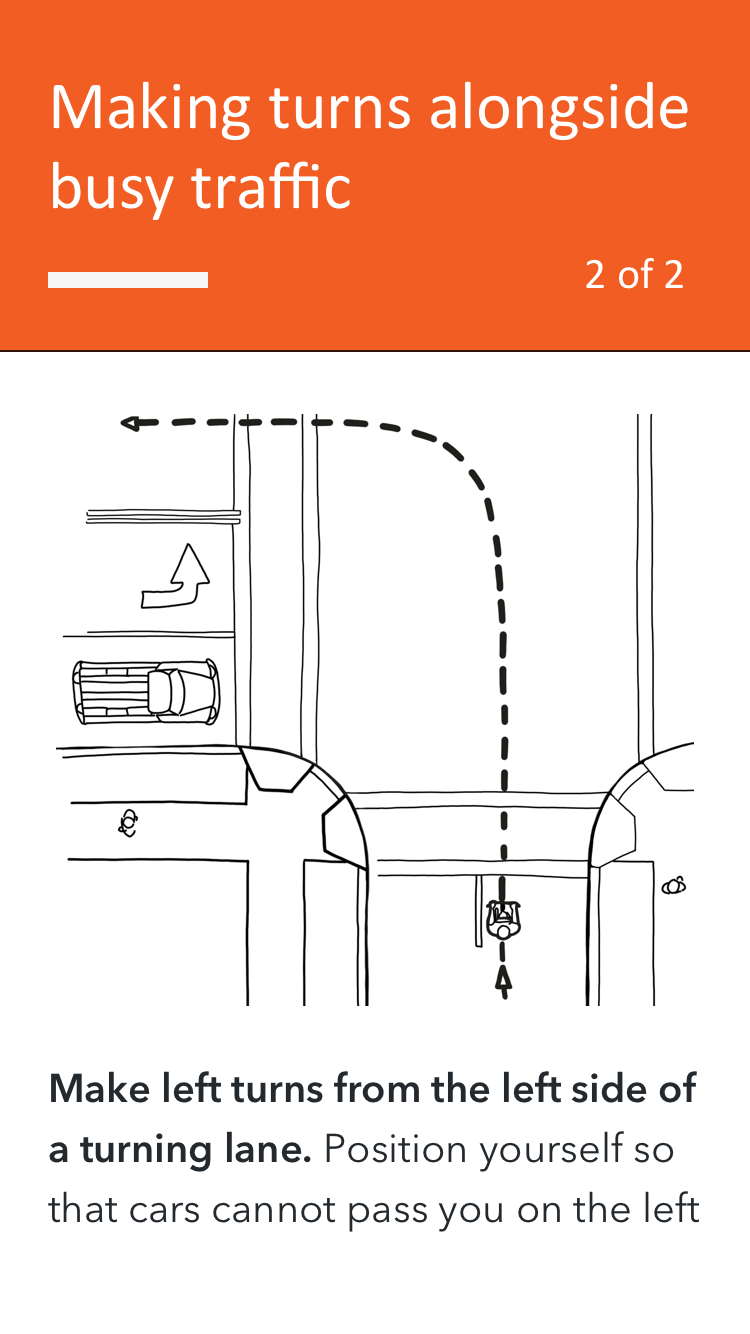 Making turns alongside
busy traffic
2 of 2
Make left turns from the left side of
a turning lane. Position yourself so
that cars cannot pass you on the left